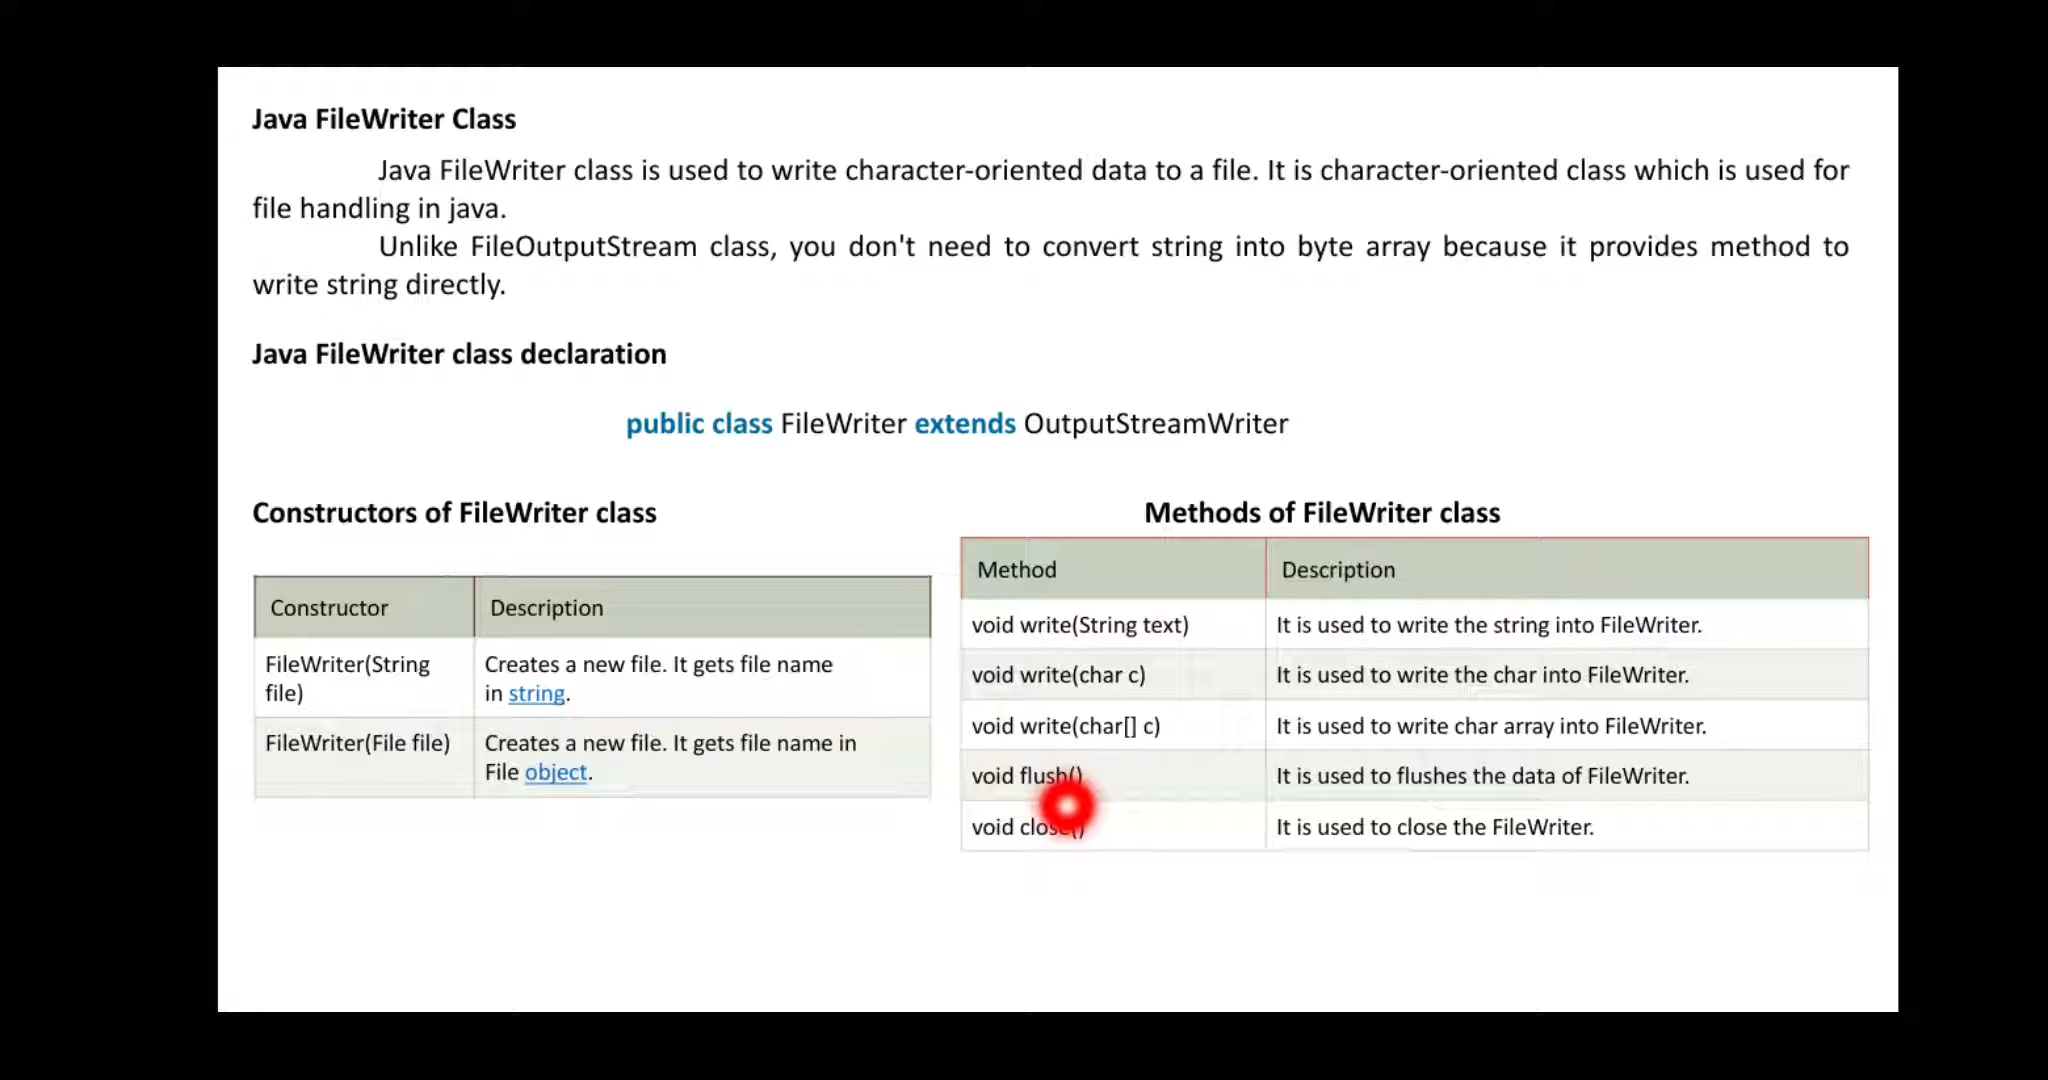 Java FileWriter Class
Java FileWriter class is used to write character-oriented data to a file. It is character-oriented class which is used for
file handling in java.
Unlike FileOutputStream class, you don't need to convert string into byte array because it provides method to
write string directly.
Java FileWriter class declaration
public class FileWriter extends OutputStreamWriter
Constructors of FileWriter class
Constructor Description
FileWriter(String Creates a new file. It gets file name
file) in string.
FileWriter(File file) Creates a new file. It gets file name in
File object.
Methods of FileWriter class
Method Description
void write(String text) It is used to write the string into FileWriter.
void write(char c) It is used to write the char into FileWriter.
void write(char[] c) It is used to write char array into FileWriter.
void flush() It is used to flushes the data of FileWriter.
void close() It is used to close the FileWriter.